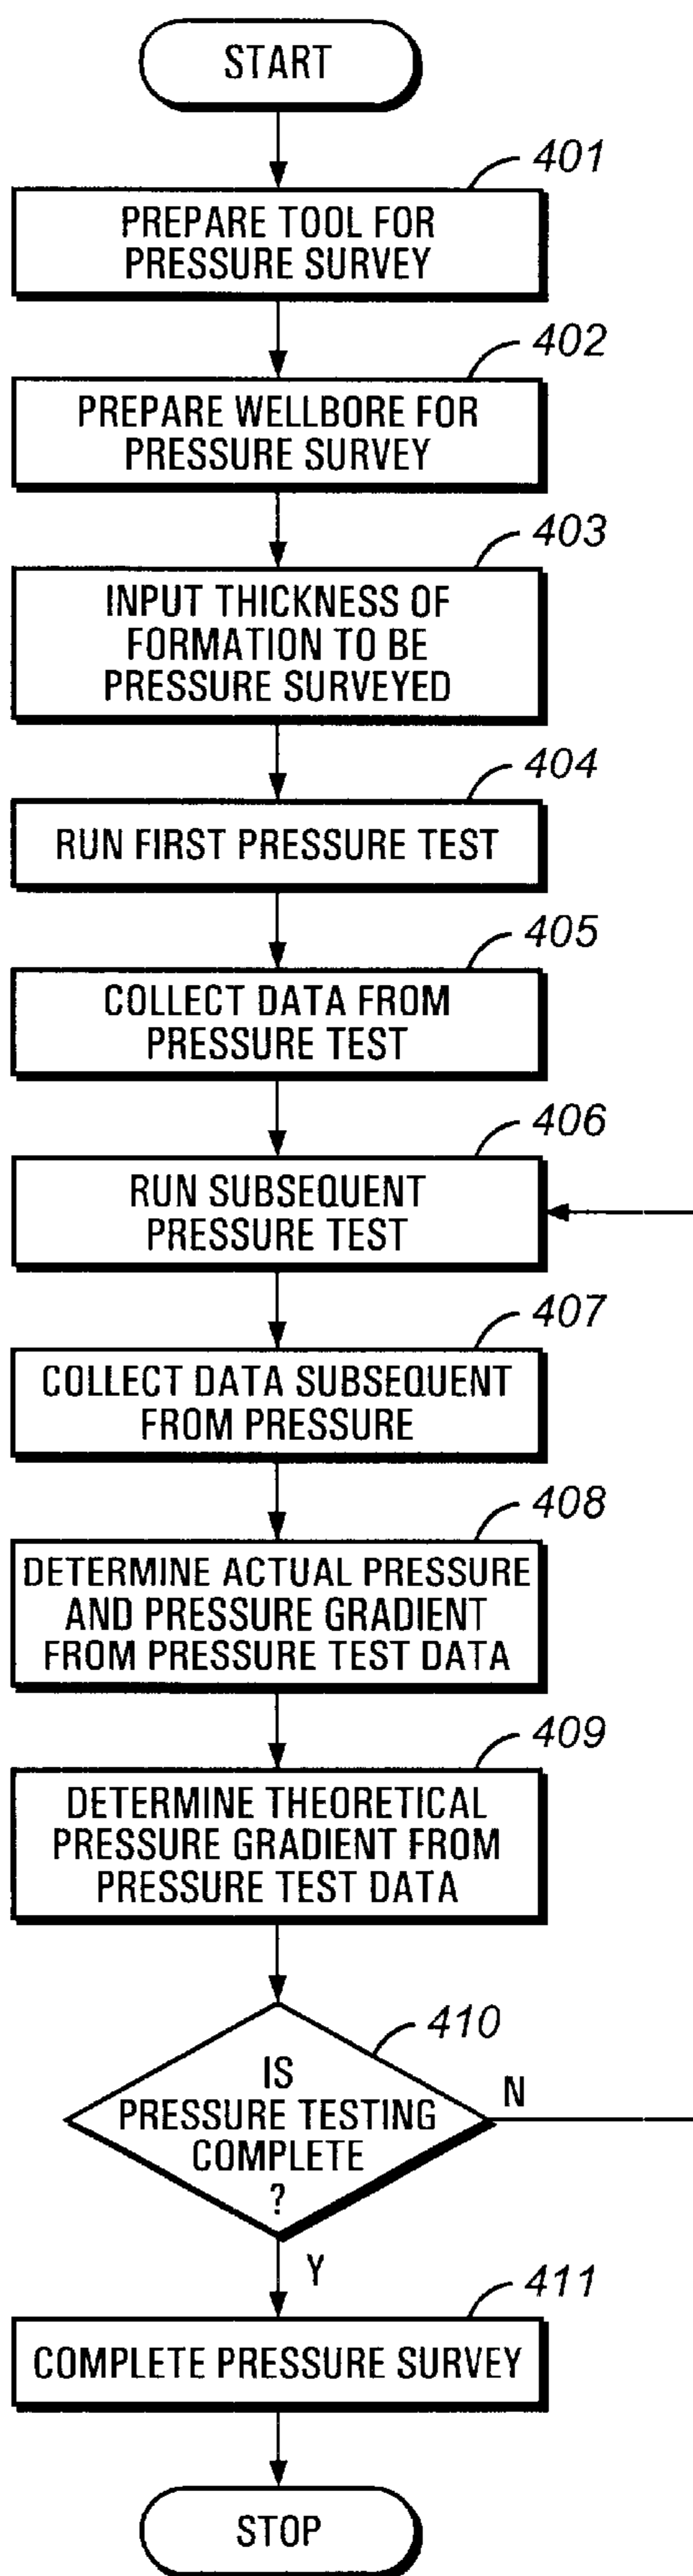 START
401
PREPARE TOOL FOR
PRESSURE SURVEY
402
PREPARE WELLBORE FOR
PRESSURE SURVEY
403
INPUT THICKNESS OF
FORMATION TO BE
PRESSURE SURVEYED
404
RUN FIRST PRESSURE TEST
405
COLLECT DATA FROM
PRESSURE TEST
406
RUN SUBSEQUENT
PRESSURE TEST
407
COLLECT DATA SUBSEQUENT
FROM PRESSURE
408
DETERMINE ACTUAL PRESSURE
AND PRESSURE GRADIENT
FROM PRESSURE TEST DATA
409
DETERMINE THEORETICAL
PRESSURE GRADIENT FROM
PRESSURE TEST DATA
410
IS
PRESSURE TESTING
COMPLETE
?
N
Y
411
COMPLETE PRESSURE SURVEY
STOP